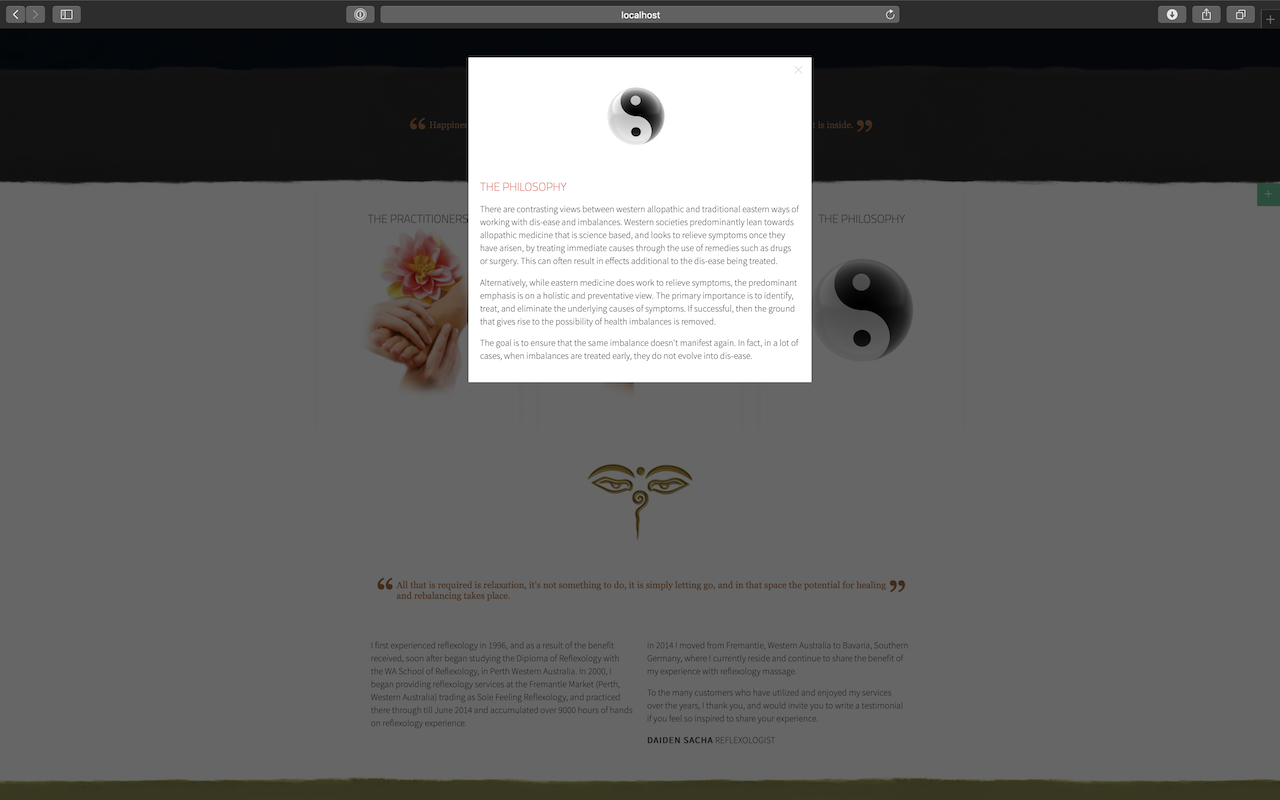 localhost
Happines
t is inside.
THE PHILOSOPHY
There are contrasting views between western allopathic and traditional eastern ways of
working with dis-ease and imbalances. Western societies predominantly lean towards
allopathic medicine that is science based, and looks to relieve symptoms once they
have arisen, by treating immediate causes through the use of remedies such as drugs
or surgery. This can often result in effects additional to the dis-ease being treated.
Alternatively, while eastern medicine does work to relieve symptoms, the predominant
emphasis is on a holistic and preventative view. The primary importance is to identify,
treat, and eliminate the underlying causes of symptoms. If successful, then the ground
that gives rise to the possibility of health imbalances is removed.
The goal is to ensure that the same imbalance doesn't manifest again. In fact, in a lot of
cases, when imbalances are treated early, they do not evolve into dis-ease.
THE PRACTITIONERS
THE PHILOSOPHY
All that is required is relaxation, it's not something to do, it is simply letting go, and in that space the potential for healing
and rebalancing takes place.
I first experienced reflexology in 1996, and as a result of the benefit
received, soon after began studying the Diploma of Reflexology with
the WA School of Reflexology, in Perth Western Australia. In 2000, I
began providing reflexology services at the Fremantle Market (Perth,
Western Australia) trading as Sole Feeling Reflexology, and practiced
there through till June 2014 and accumulated over 9000 hours of hands
on reflexology experience.
In 2014 I moved from Fremantle, Western Australia to Bavaria, Southern
Germany, where I currently reside and continue to share the benefit of
my experience with reflexology massage.
To the many customers who have utilized and enjoyed my services
over the years, I thank you, and would invite you to write a testimonial
if you feel so inspired to share your experience.
DAIDEN SACHA REFLEXOLOGIST